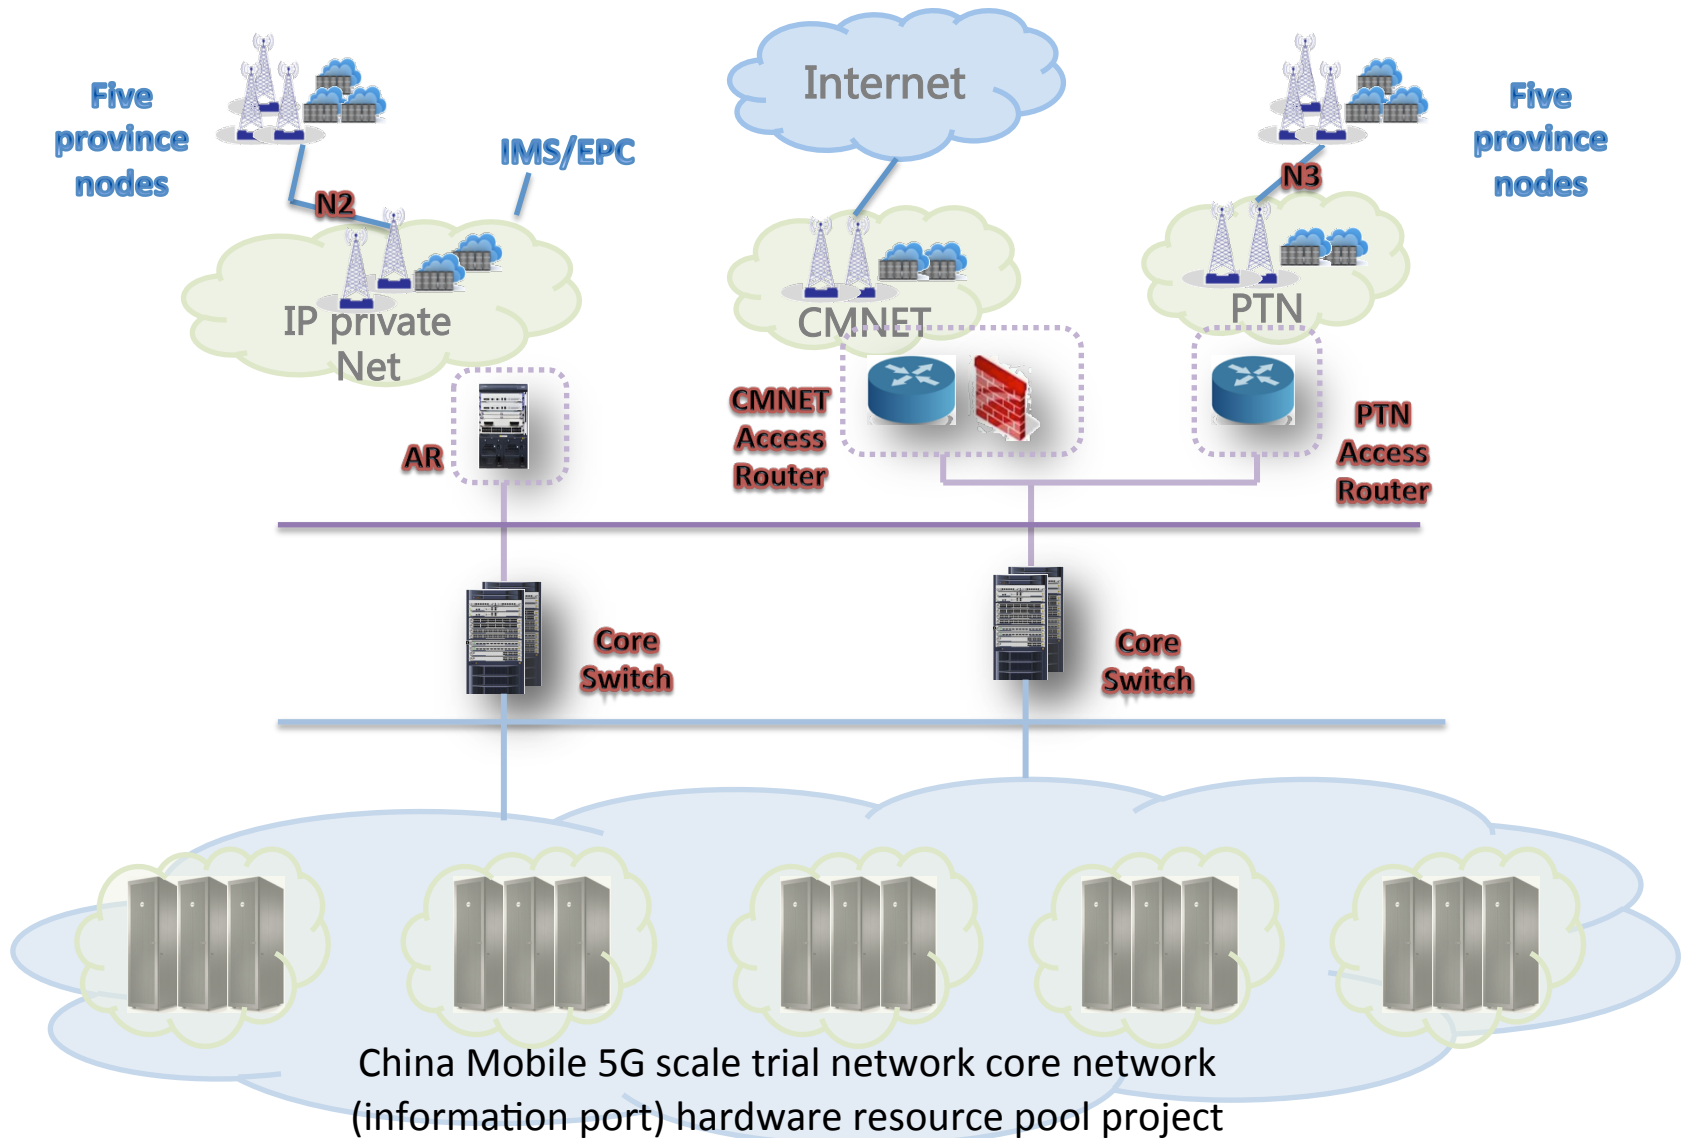 Internet
Five
province
nodes
IMS/EPC
N2
N3
Five
province
nodes
IP private
Net
CMNET
PTN
AR
CMNET
Access
Router
PTN
Access
Router
Core
Switch
Core
Switch
China Mobile 5G scale trial network core network
(information port) hardware resource pool project